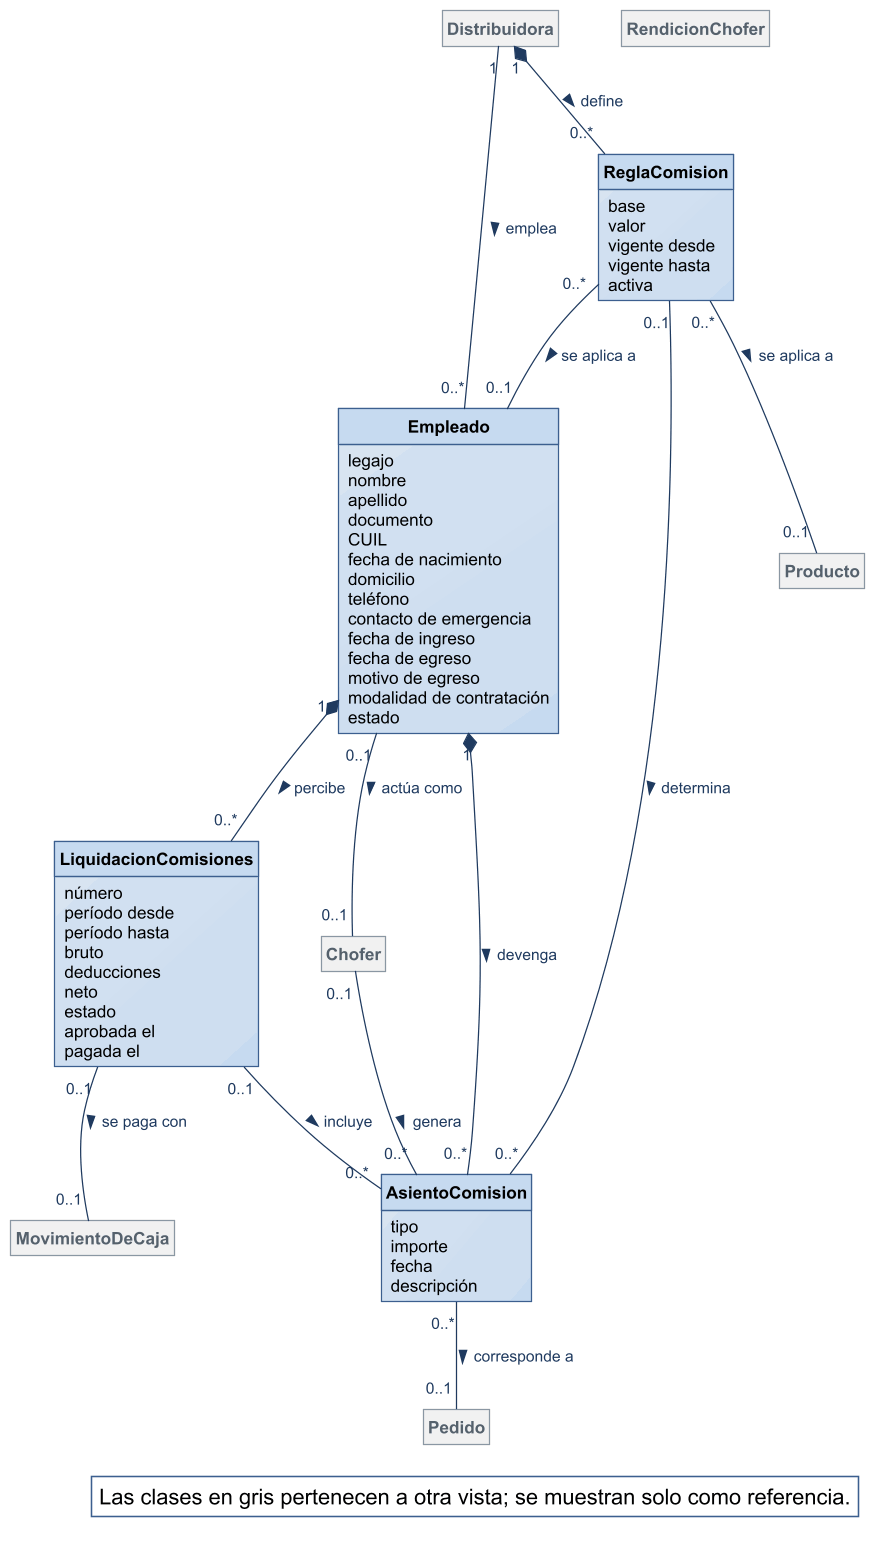 Distribuidora
RendicionChofer
1
1
define
0..*
ReglaComision
base
valor
vigente desde
vigente hasta
activa
emplea
0..*
0..1
0..*
se aplica a
se aplica a
0..*
0..1
Empleado
legajo
nombre
apellido
documento
CUIL
fecha de nacimiento
domicilio
teléfono
contacto de emergencia
fecha de ingreso
fecha de egreso
motivo de egreso
modalidad de contratación
estado
0..1
Producto
1
0..1
1
percibe
actúa como
determina
0..*
LiquidacionComisiones
número
período desde
período hasta
bruto
deducciones
neto
estado
aprobada el
pagada el
0..1
Chofer
devenga
0..1
0..1
0..1
se paga con
incluye
genera
0..*
0..*
0..*
0..*
0..1
MovimientoDeCaja
AsientoComision
tipo
importe
fecha
descripción
0..*
corresponde a
0..1
Pedido
Las clases en gris pertenecen a otra vista; se muestran solo como referencia.